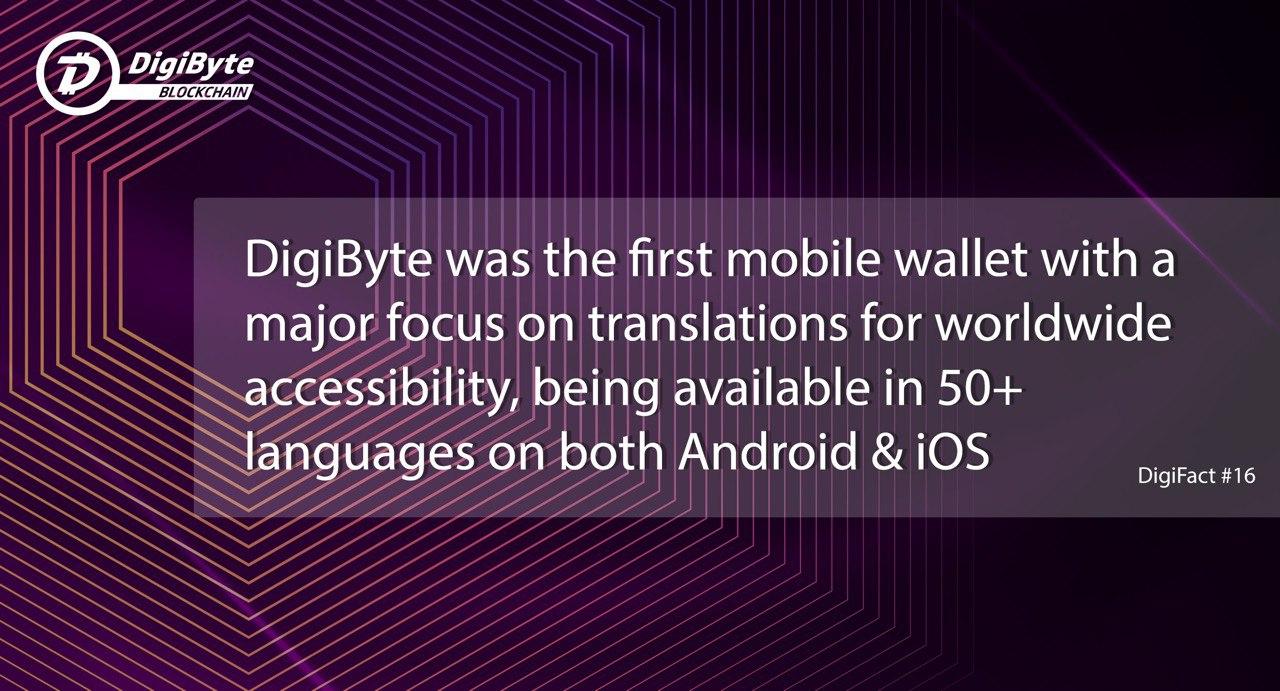 DigiByte
BLOCKCHAIN
DigiByte was the first mobile wallet with a
major focus on translations for worldwide
accessibility, being available in 50+
languages on both Android & iOS
DigiFact #16